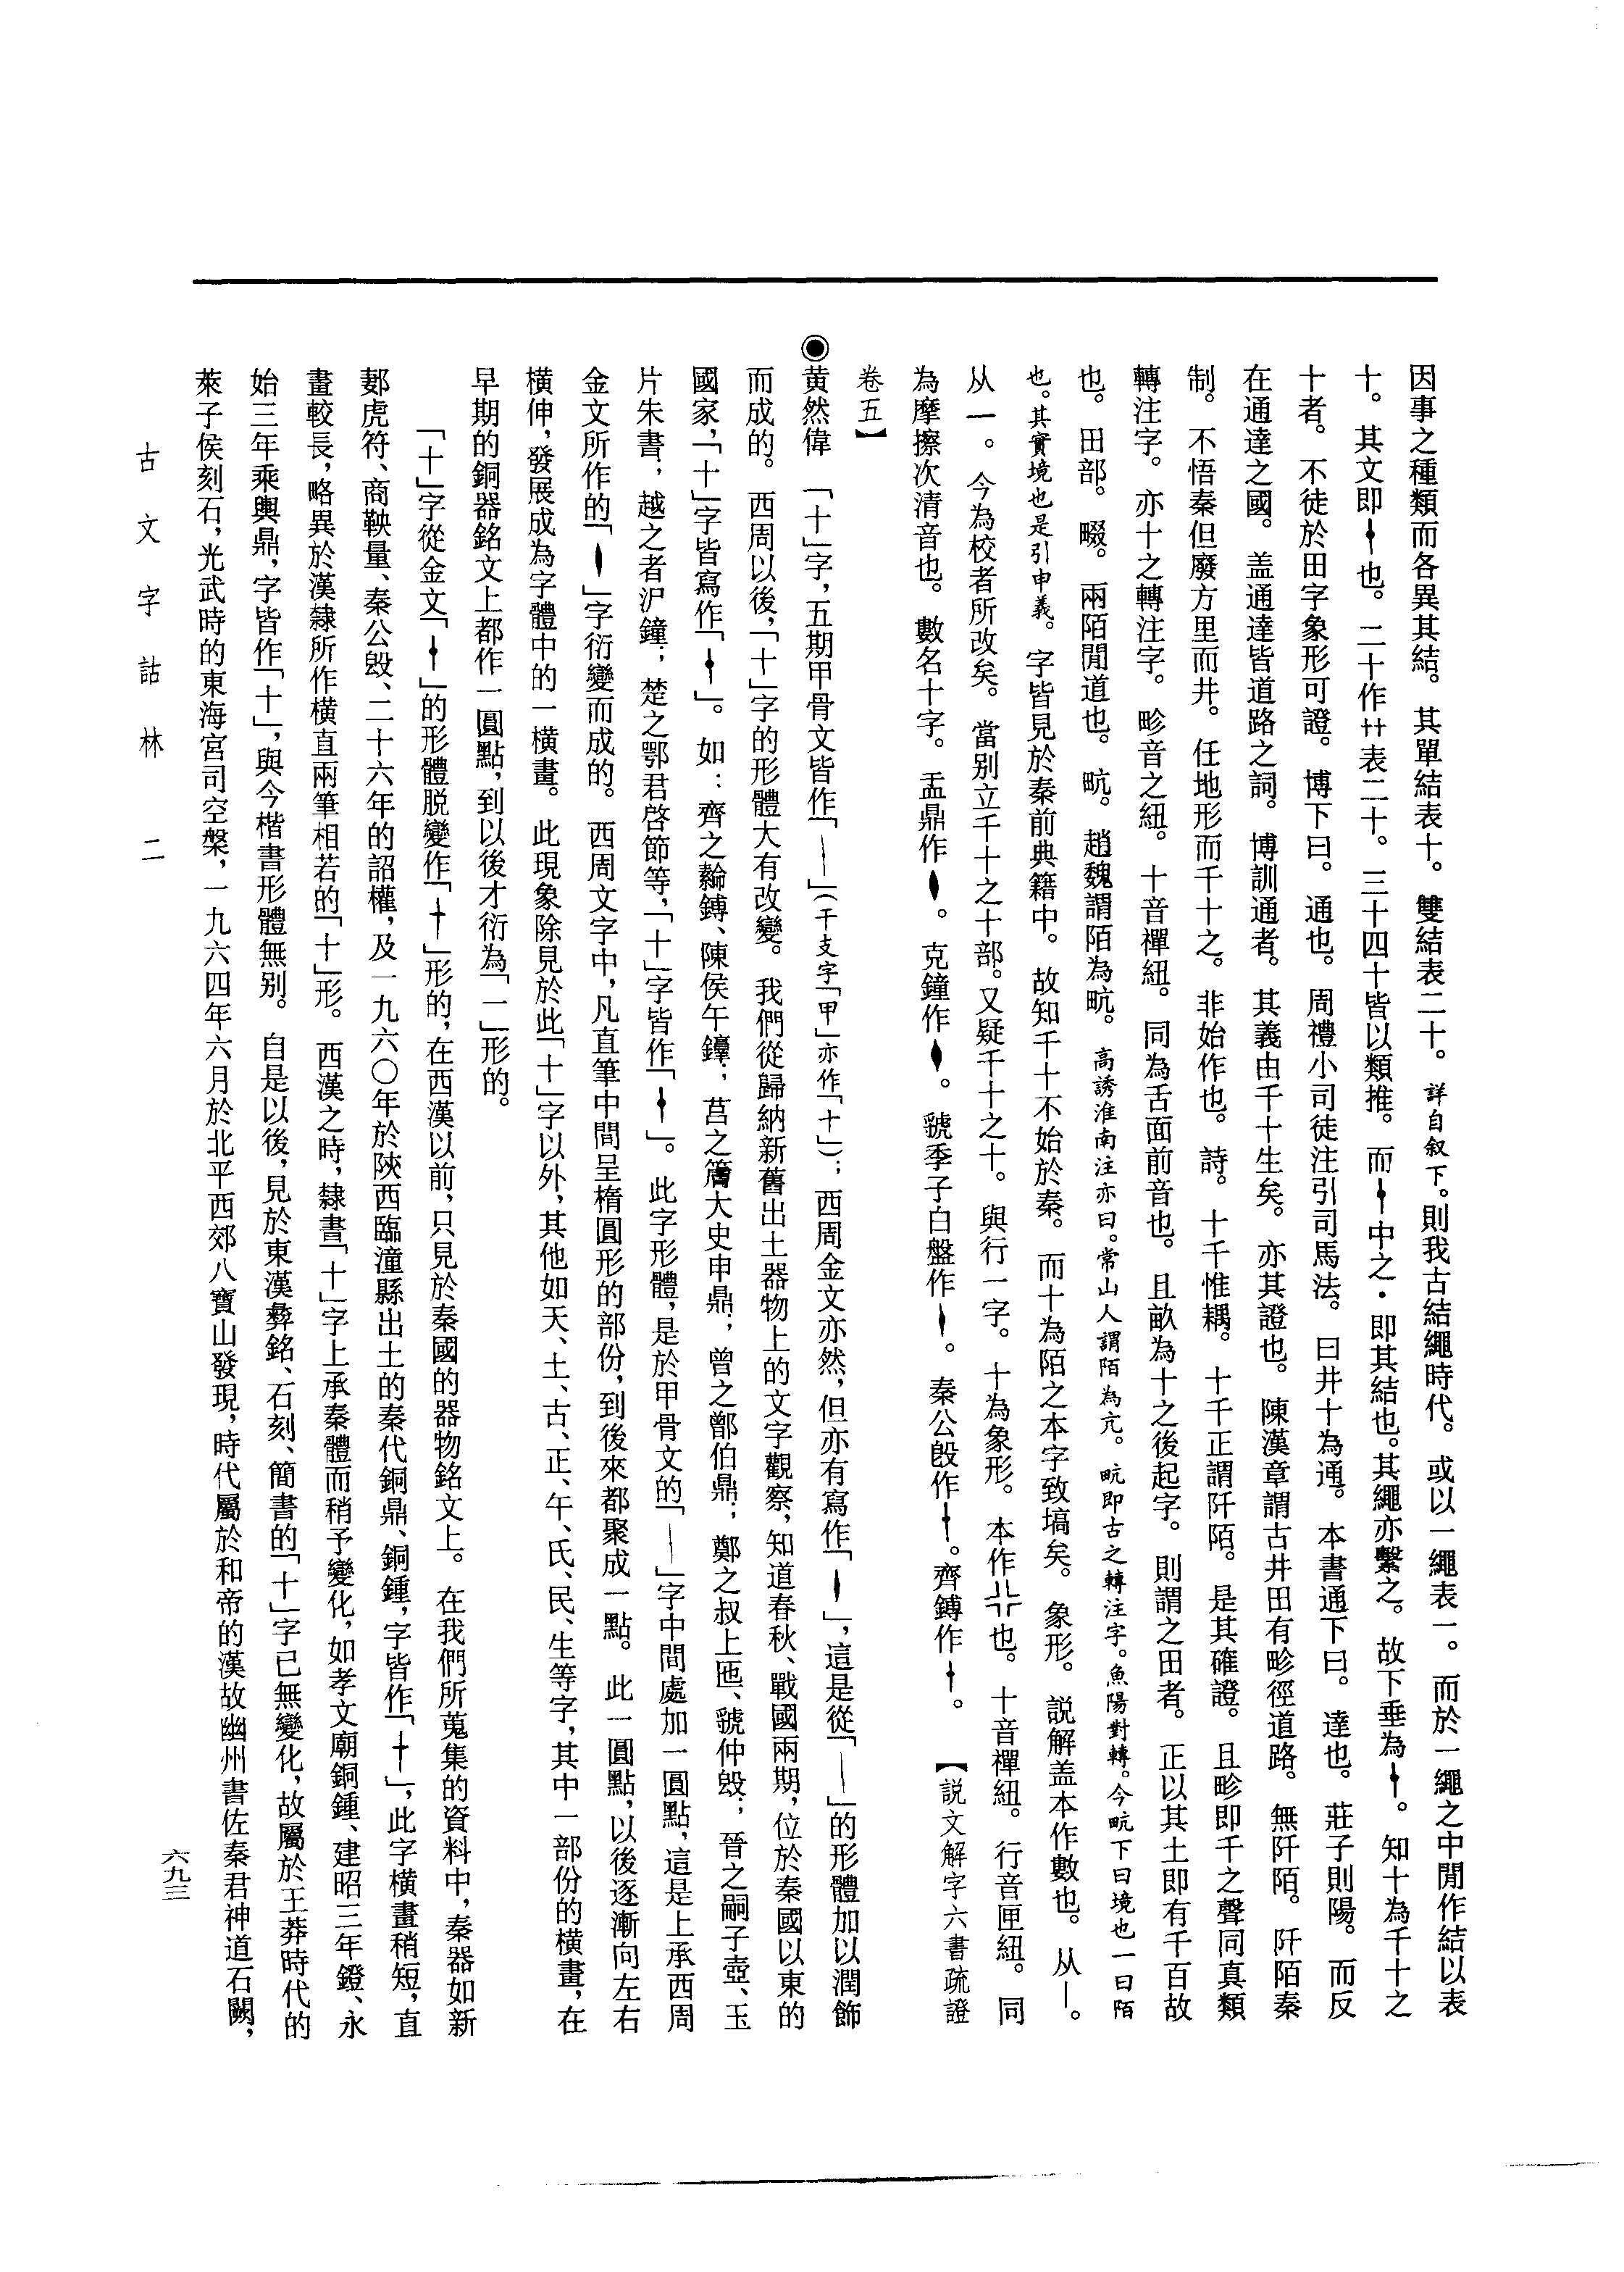 因事之種類而各異其結。其單結表十。雙結表二十。詳自叙下。則我古結繩時代。或以一繩表一。而於一繩之中閒作結以表
十。其文即也。二十作表二十。三十四十皆以類推。而中之•即其結也。其繩亦繫之。故下垂為。知十為千十之
十者。不徒於田字象形可證。博下曰。通也。周禮小司徒注引司馬法。曰井十為通。本書通下曰。達也。莊子則陽。而反
在通達之國。盖通達皆道路之詞。博訓通者。其義由千十生矣。亦其證也。陳漢章謂古井田有畛徑道路。無阡陌。阡陌秦
制。不悟秦但廢方里而井。任地形而千十之。非始作也。詩。十千惟耦。十千正謂阡陌。是其確證。且畛即千之聲同真類
轉注字。亦十之轉注字。畛音之紐。十音禪紐。同為舌面前音也。且畝為十之後起字。則謂之田者。正以其土即有千百故
也。田部。畷。兩陌閒道也。畩。趙魏謂陌為畩。高誘淮南注亦曰。常山人謂陌為亢。即古之轉注字。魚陽對轉。今下曰境也一曰陌
也。其實境也是引申義。字皆見於秦前典籍中。故知千十不始於秦。而十為陌之本字致塙矣。象形。説解盖本作數也。从丨。
从一。今為校者所改矣。當别立千十之十部。又疑千十之十。與行一字。十為象形。本作也。十音禪紐。行音匣紐。同
為摩擦次清音也。數名十字。盂鼎作。克鐘作。虢季子白盤作。秦公𣪘作。齊鎛作。【説文解字六書疏證
卷五】
◉黄然偉　「十」字，五期甲骨文皆作「丨」（干支字「甲」亦作「十」）；西周金文亦然，但亦有寫作「」，這是從「丨」的形體加以潤飾
而成的。西周以後，「十」字的形體大有改變。我們從歸納新舊出土器物上的文字觀察，知道春秋、戰國兩期，位於秦國以東的
國家，「十」字皆寫作「」。如：齊之鎛、陳侯午；莒之大史申鼎；曾之鄫伯鼎；鄭之叔上匜、虢仲𣪘；晉之嗣子壺、玉
片朱書；越之者沪鐘；楚之鄂君启節等，「十」字皆作「」。此字形體，是於甲骨文的「丨」字中間處加一圓點，這是上承西周
金文所作的「」字衍變而成的。西周文字中，凡直筆中間呈橢圓形的部份，到後來都聚成一點。此一圓點，以後逐漸向左右
橫伸，發展成為字體中的一橫畫。此現象除見於此「十」字以外，其他如天、土、古、正、午、氏、民、生等字，其中一部份的橫畫，在
早期的銅器銘文上都作一圓點，到以後才衍為「一」形的。
「十」字從金文「」的形體脱變作「十」形的，在西漢以前，只見於秦國的器物銘文上。在我們所蒐集的資料中，秦器如新
郪虎符、商鞅量、秦公𣪘、二十六年的詔權，及一九六〇年於陝西臨潼縣出土的秦代銅鼎、銅鍾，字皆作「十」，此字橫畫稍短，直
畫較長，略異於漢隸所作橫直兩筆相若的「十」形。西漢之時，隸書「十」字上承秦體而稍予變化，如孝文廟銅鍾、建昭三年鐙、永
始三年乘輿鼎，字皆作「十」，與今楷書形體無别。自是以後，見於東漢彝銘、石刻、簡書的「十」字已無變化，故屬於王莽時代的
萊子侯刻石，光武時的東海宮司空槃，一九六四年六月於北平西郊八寶山發現，時代屬於和帝的漢故幽州書佐秦君神道石闕，
古文字詁林　二
六九三